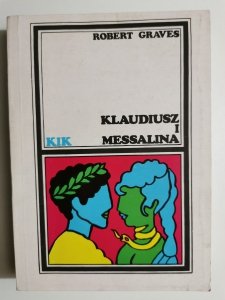 ROBERT GRAVES
KLAUDIUSZ
I
KIK MESSALINA